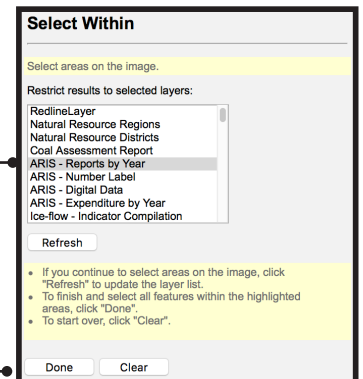 Select Within
Select areas on the image.
Restrict results to selected layers:
RedlineLayer
Natural Resource Regions
Natural Resource Districts
Coal Assessment Report
ARIS - Reports by Year
ARIS - Number Label
ARIS - Digital Data
ARIS - Expenditure by Year
Ice-flow - Indicator Compilation
Refresh
• If you continue to select areas on the image, click
"Refresh" to update the layer list.
• To finish and select all features within the highlighted
areas, click "Done".
• To start over, click "Clear".
Done Clear